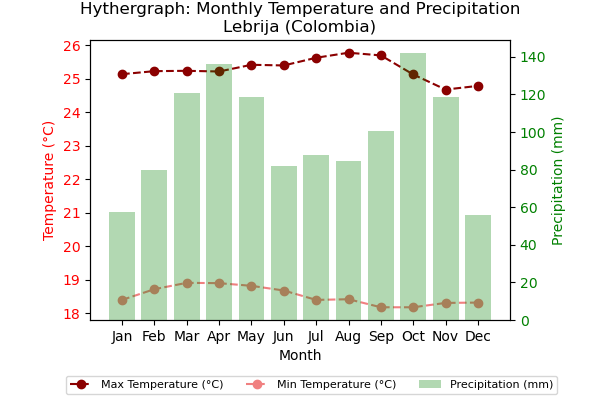 Hythergraph: Monthly Temperature and Precipitation
Lebrija (Colombia)
Temperature (°C)
26
25
24
23
22
21
20
19
18
140
120
100
80
60
40
20
0
Precipitation (mm)
Jan Feb Mar Apr May Jun Jul Aug Sep Oct Nov Dec
Month
Max Temperature (°C) Min Temperature (°C) Precipitation (mm)